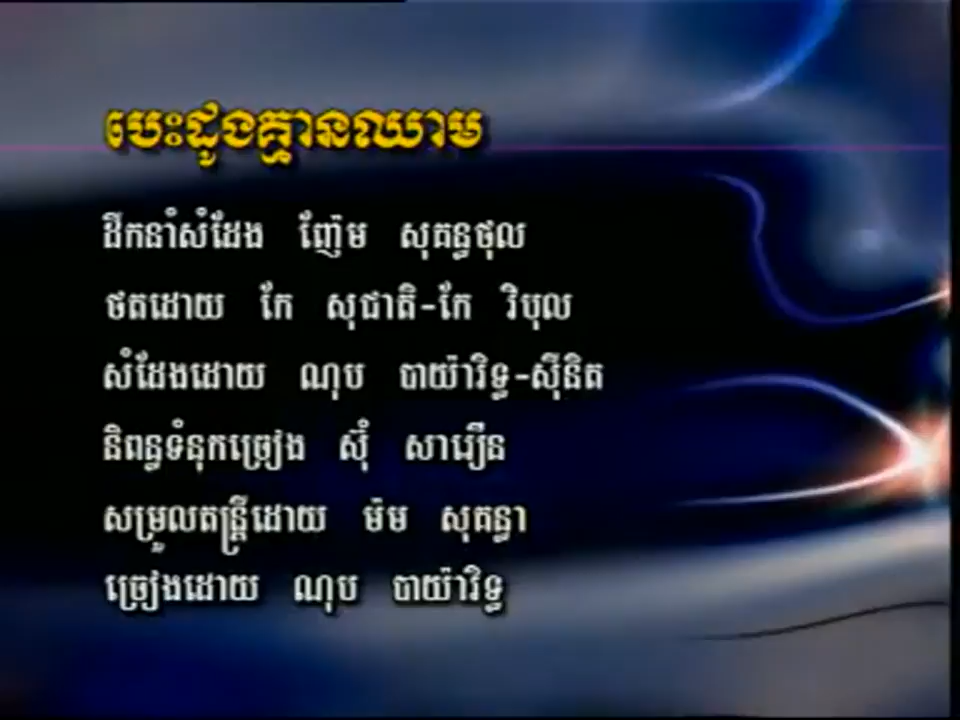 បេះដូងគ្មានឈាម
ដឹកនាំសំដែង ញ៉ែម សុគន្ធថុល
ថតដោយ កែ សុជាតិ-កែ វិបុល
សំដែងដោយ ណុប បាយ៉ារិទ្ធ-ស៊ីនិត
និពន្ធទំនុកច្រៀង ស៊ុំ សារឿន
សម្រួលតន្ត្រីដោយ ម៉ម សុគន្ធា
ច្រៀងដោយ ណុប បាយ៉ារិទ្ធ